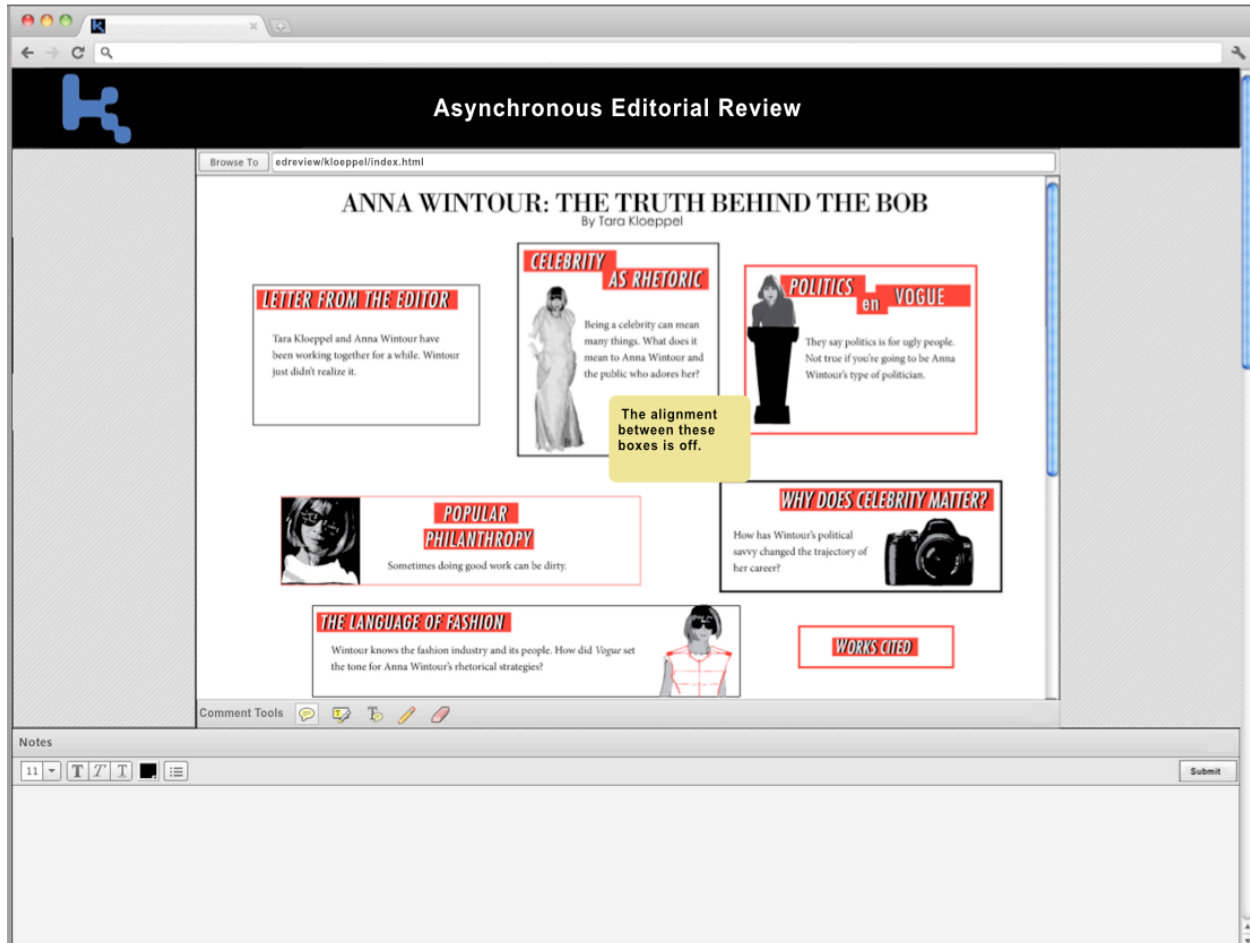 Asynchronous Editorial Review
Browse To
edreview/kloeppel/index.html
ANNA WINTOUR: THE TRUTH BEHIND THE BOB
By Tara Kloeppel
LETTER FROM THE EDITOR
Tara Kloeppel and Anna Wintour have
been working together for a while. Wintour
just didn't realize it.
CELEBRITY
AS RHETORIC
Being a celebrity can mean
many things. What does it
mean to Anna Wintour and
the public who adores her?
POLITICS
en VOGUE
They say politics is for ugly people.
Not true if you're going to be Anna
Wintour's type of politician.
The alignment
between these
boxes is off.
POPULAR
PHILANTHROPY
Sometimes doing good work can be dirty.
WHY DOES CELEBRITY MATTER?
How has Wintour's political
savvy changed the trajectory of
her career?
THE LANGUAGE OF FASHION
Wintour knows the fashion industry and its people. How did Vogue set
the tone for Anna Wintour's rhetorical strategies?
WORKS CITED
Comment Tools
Notes
11
T T T
Submit